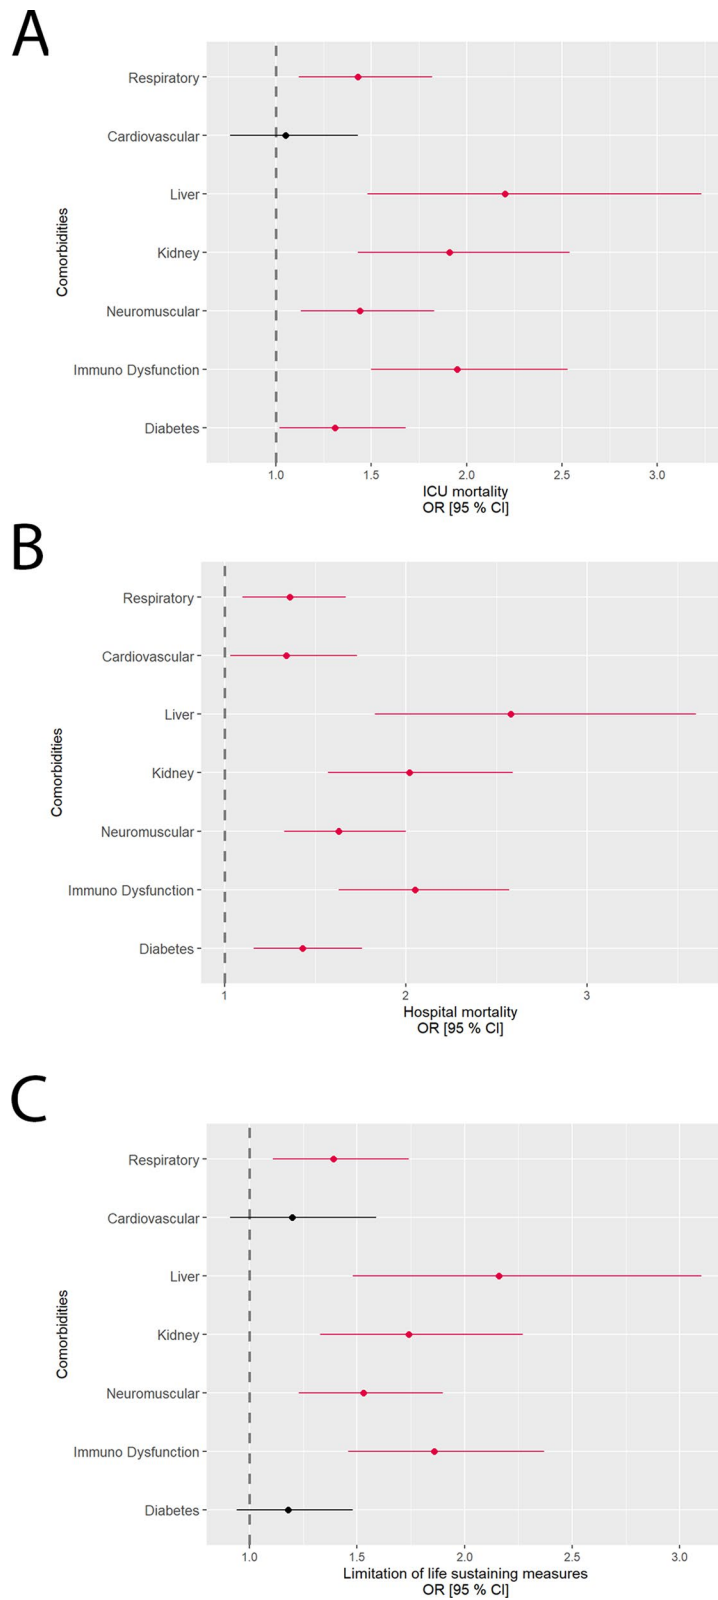 A
Respiratory
Cardiovascular
Liver
Kidney
Neuromuscular
Immuno Dysfunction
Diabetes
Comorbidities
1.0 1.5 2.0 2.5 3.0
ICU mortality
OR [95 % CI]
B
Respiratory
Cardiovascular
Liver
Kidney
Neuromuscular
Immuno Dysfunction
Diabetes
Comorbidities
1 2 3
Hospital mortality
OR [95 % CI]
C
Respiratory
Cardiovascular
Liver
Kidney
Neuromuscular
Immuno Dysfunction
Diabetes
Comorbidities
1.0 1.5 2.0 2.5 3.0
Limitation of life sustaining measures
OR [95 % CI]